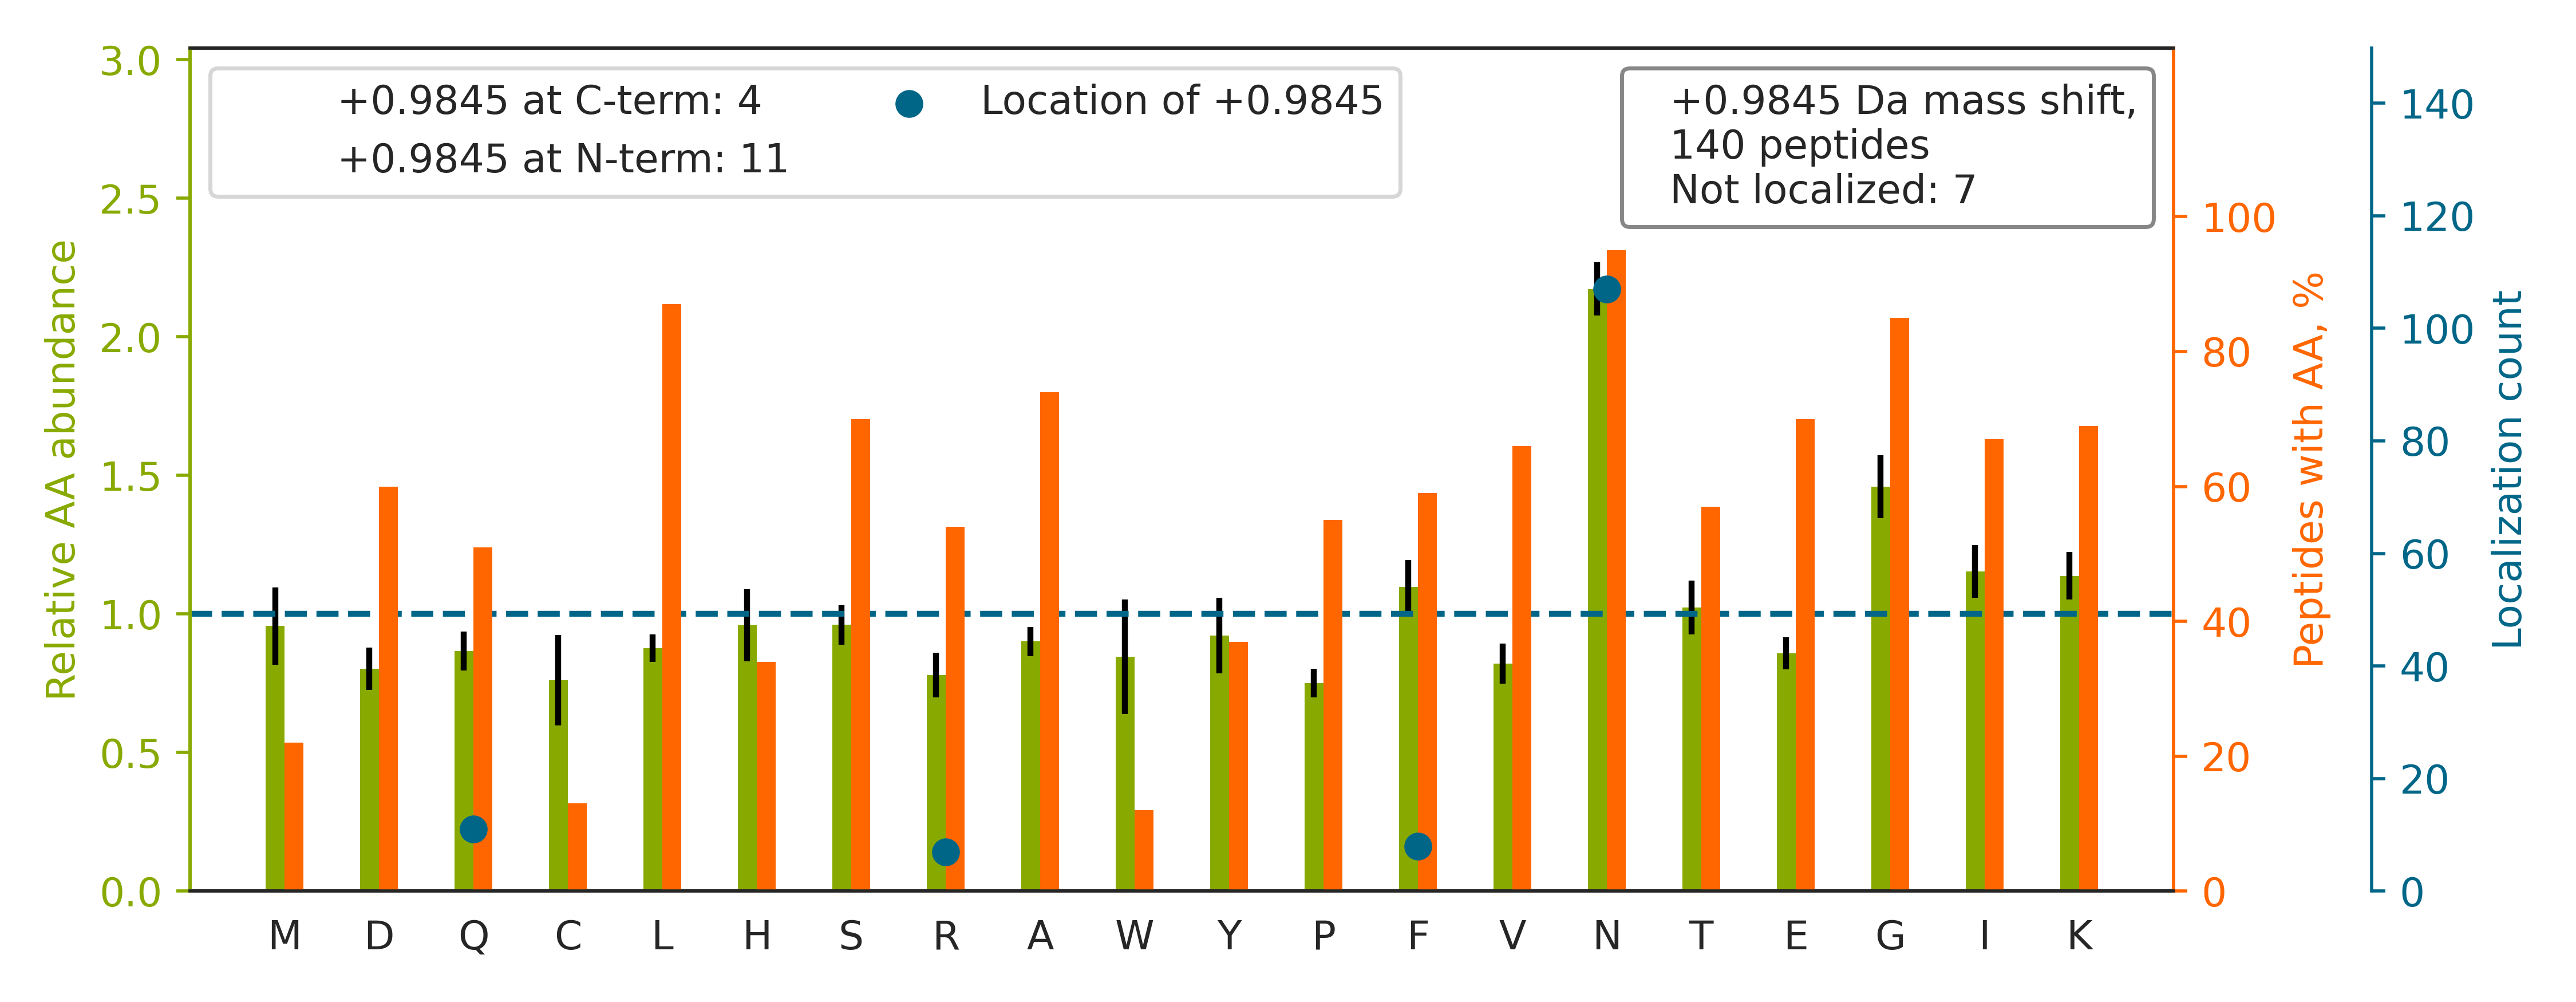 +0.9845 at C-term: 4
+0.9845 at N-term: 11
Location of +0.9845
+0.9845 Da mass shift,
140 peptides
Not localized: 7
Relative AA abundance
3.0
2.5
2.0
1.5
1.0
0.5
0.0
M D Q C L H S R A W Y P F V N T E G I K
100
80
60
40
20
0
Peptides with AA, %
140
120
100
80
60
40
20
0
Localization count